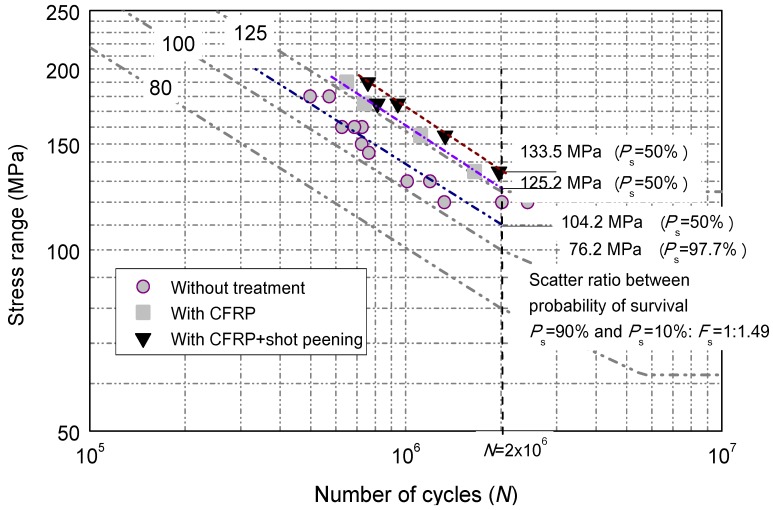 250
200
150
100
50
Stress range (MPa)
125
100
80
133.5 MPa (Ps=50% )
125.2 MPa (Ps=50% )
104.2 MPa (Ps=50% )
76.2 MPa (Ps=97.7% )
Scatter ratio between
probability of survival
Ps=90% and Ps=10%: Fs=1:1.49
Without treatment
With CFRP
With CFRP+shot peening
10^5
10^6
N=2x10^6
10^7
Number of cycles (N)